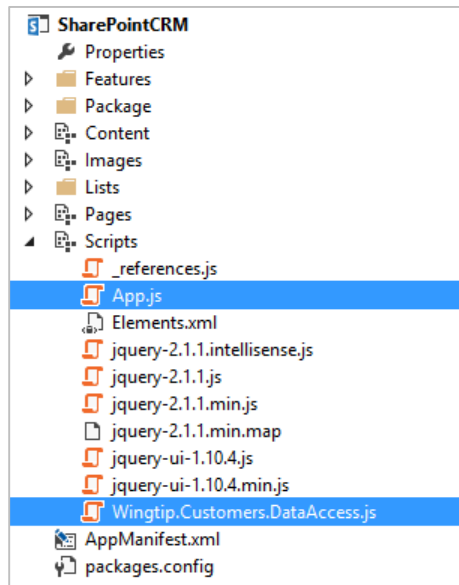 SharePointCRM
Properties
Features
Package
Content
Images
Lists
Pages
Scripts
_references.js
App.js
Elements.xml
jquery-2.1.1.intellisense.js
jquery-2.1.1.js
jquery-2.1.1.min.js
jquery-2.1.1.min.map
jquery-ui-1.10.4.js
jquery-ui-1.10.4.min.js
Wingtip.Customers.DataAccess.js
AppManifest.xml
packages.config